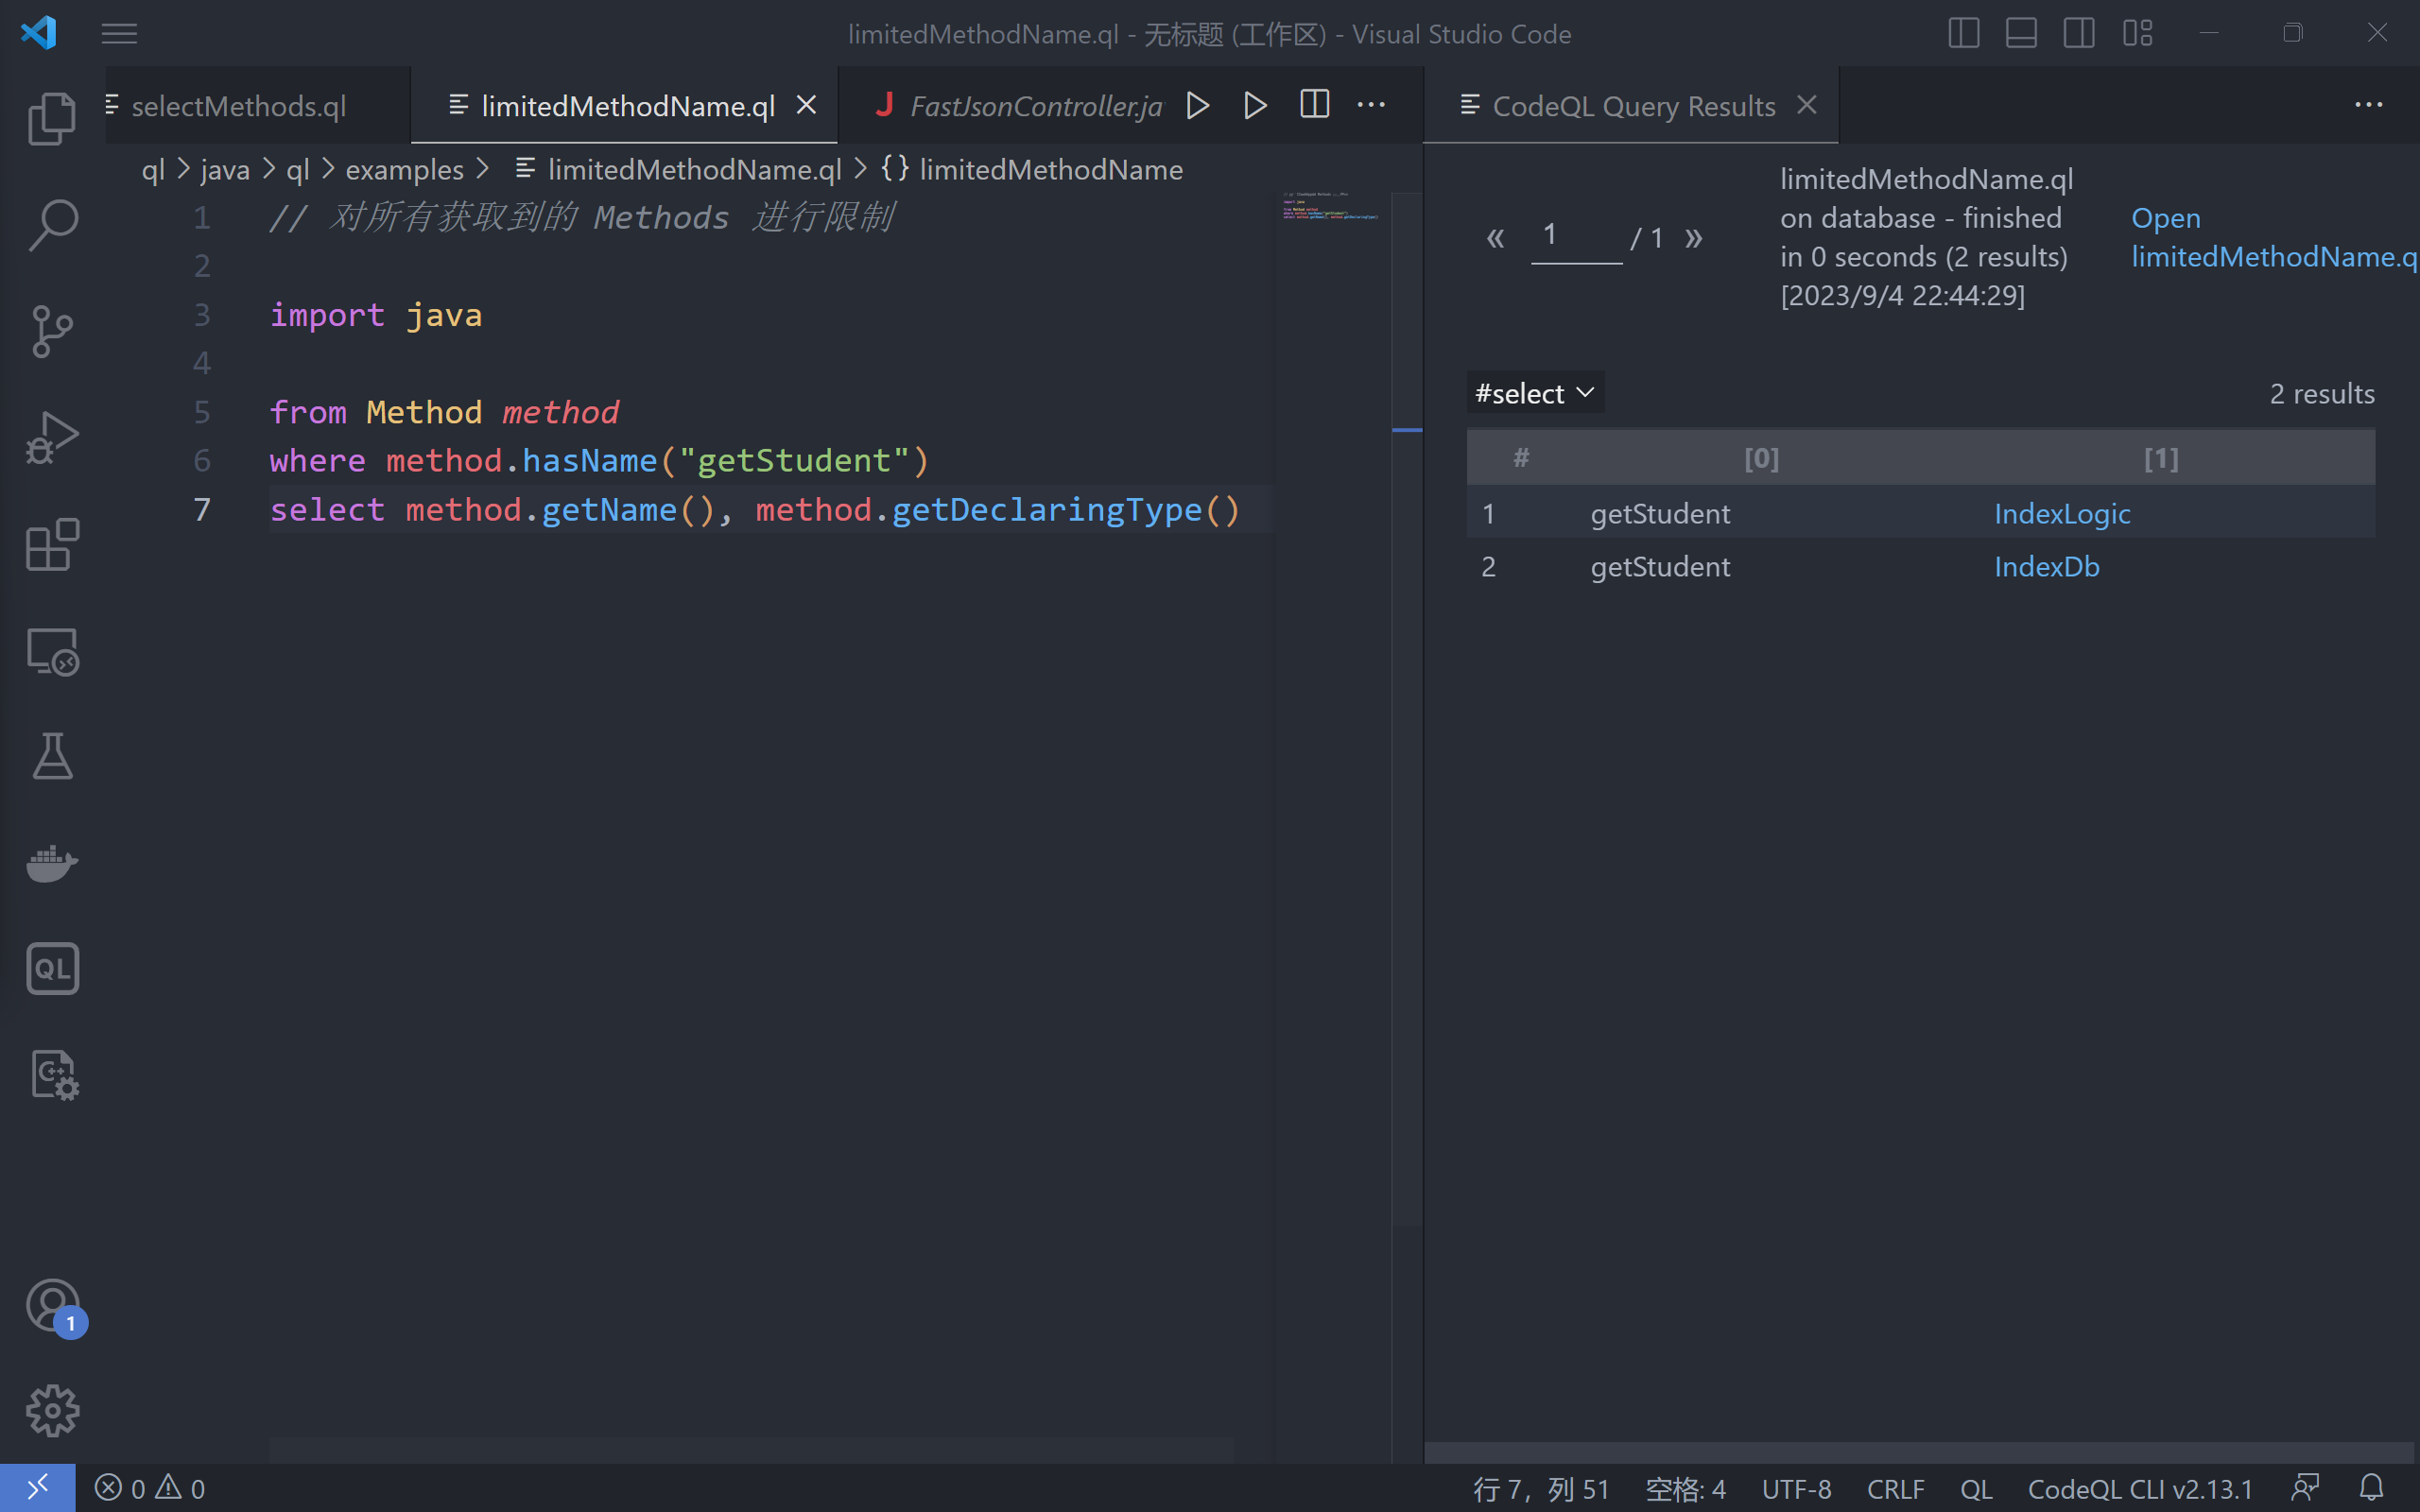 limitedMethodName.ql - 无标题 (工作区) - Visual Studio Code
selectMethods.ql
limitedMethodName.ql
FastJsonController.ja
CodeQL Query Results
ql > java > ql > examples > limitedMethodName.ql > {} limitedMethodName
1 // 对所有获取到的 Methods 进行限制
2
3 import java
4
5 from Method method
6 where method.hasName("getStudent")
7 select method.getName(), method.getDeclaringType()
« 1 / 1 »
limitedMethodName.ql
on database - finished
in 0 seconds (2 results)
[2023/9/4 22:44:29]
Open
limitedMethodName.q
#select
2 results
# [0] [1]
1 getStudent IndexLogic
2 getStudent IndexDb
QL
C++
1
0 0
行 7，列 51 空格: 4 UTF-8 CRLF QL CodeQL CLI v2.13.1